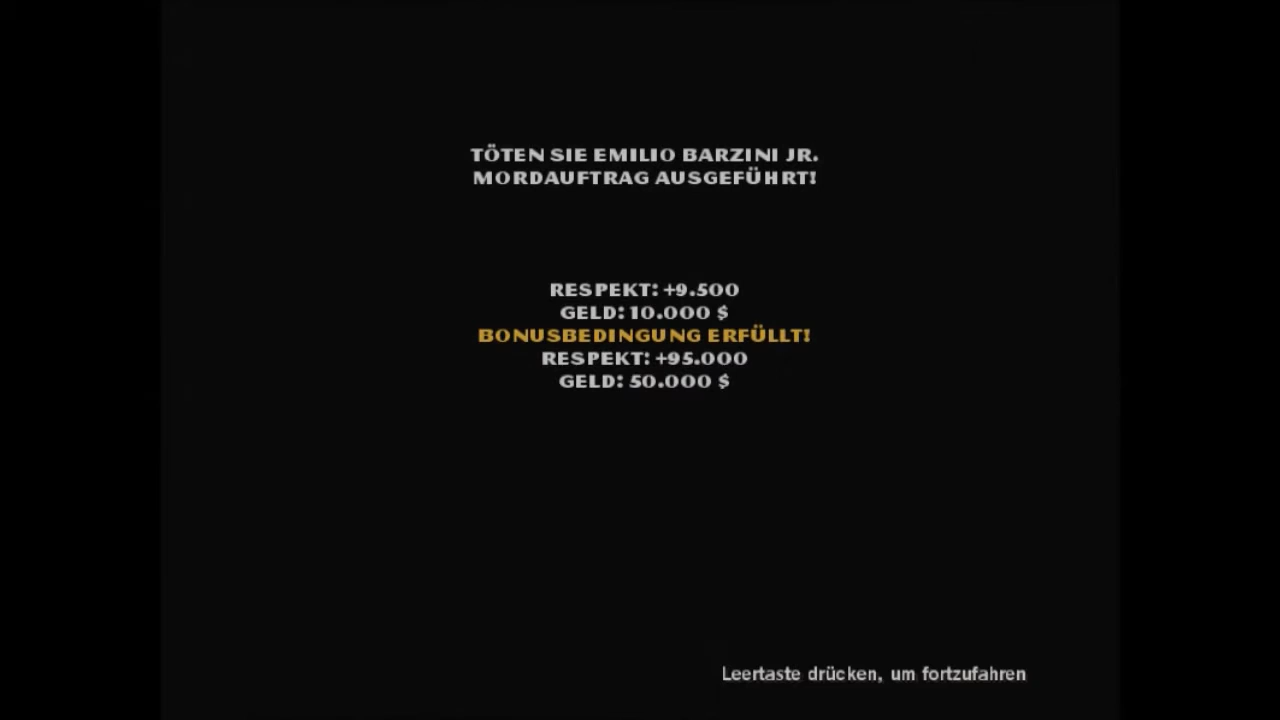 TÖTEN SIE EMILIO BARZINI JR.
MORDAUFTRAG AUSGEFÜHRT!
RESPEKT: +9.500
GELD: 10.000 $
BONUSBEDINGUNG ERFÜLLT!
RESPEKT: +95.000
GELD: 50.000 $
Leertaste drücken, um fortzufahren